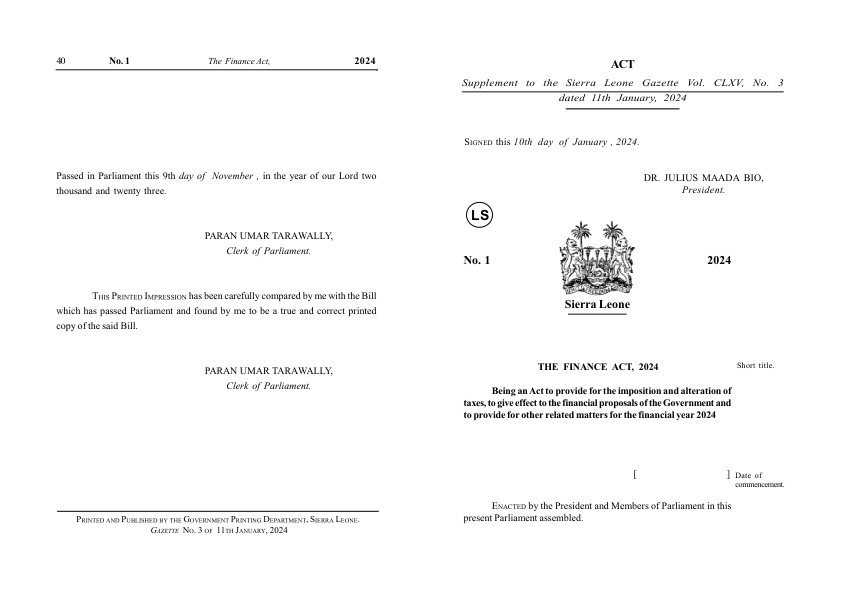 40 No. 1 The Finance Act, 2024
Passed in Parliament this 9th day of November , in the year of our Lord two
thousand and twenty three.
PARAN UMAR TARAWALLY,
Clerk of Parliament.
THIS PRINTED IMPRESSION has been carefully compared by me with the Bill
which has passed Parliament and found by me to be a true and correct printed
copy of the said Bill.
PARAN UMAR TARAWALLY,
Clerk of Parliament.
PRINTED AND PUBLISHED BY THE GOVERNMENT PRINTING DEPARTMENT, SIERRA LEONE.
GAZETTE NO. 3 OF 11TH JANUARY, 2024
ACT
Supplement to the Sierra Leone Gazette Vol. CLXV, No. 3
dated 11th January, 2024
SIGNED this 10th day of January , 2024.
DR. JULIUS MAADA BIO,
President.
LS
No. 1 2024
Sierra Leone
THE FINANCE ACT, 2024 Short title.
Being an Act to provide for the imposition and alteration of
taxes, to give effect to the financial proposals of the Government and
to provide for other related matters for the financial year 2024
[ ] Date of
commencement.
ENACTED by the President and Members of Parliament in this
present Parliament assembled.